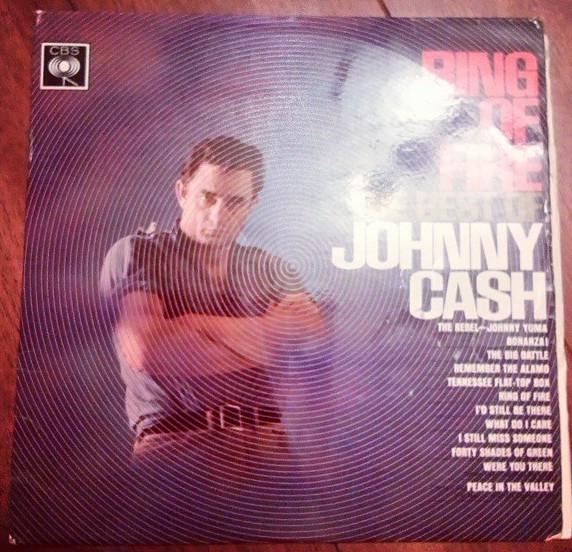 CBS
RING
OF
FIRE
THE BEST OF
JOHNNY
CASH
THE REBEL–JOHNNY YUMA
BONANZA!
THE BIG BATTLE
REMEMBER THE ALAMO
TENNESSEE FLAT-TOP BOX
RING OF FIRE
I'D STILL BE THERE
WHAT DO I CARE
I STILL MISS SOMEONE
FORTY SHADES OF GREEN
WERE YOU THERE
PEACE IN THE VALLEY